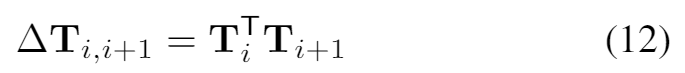 ΔT_{i,i+1} = T_i^⊤ T_{i+1} (12)